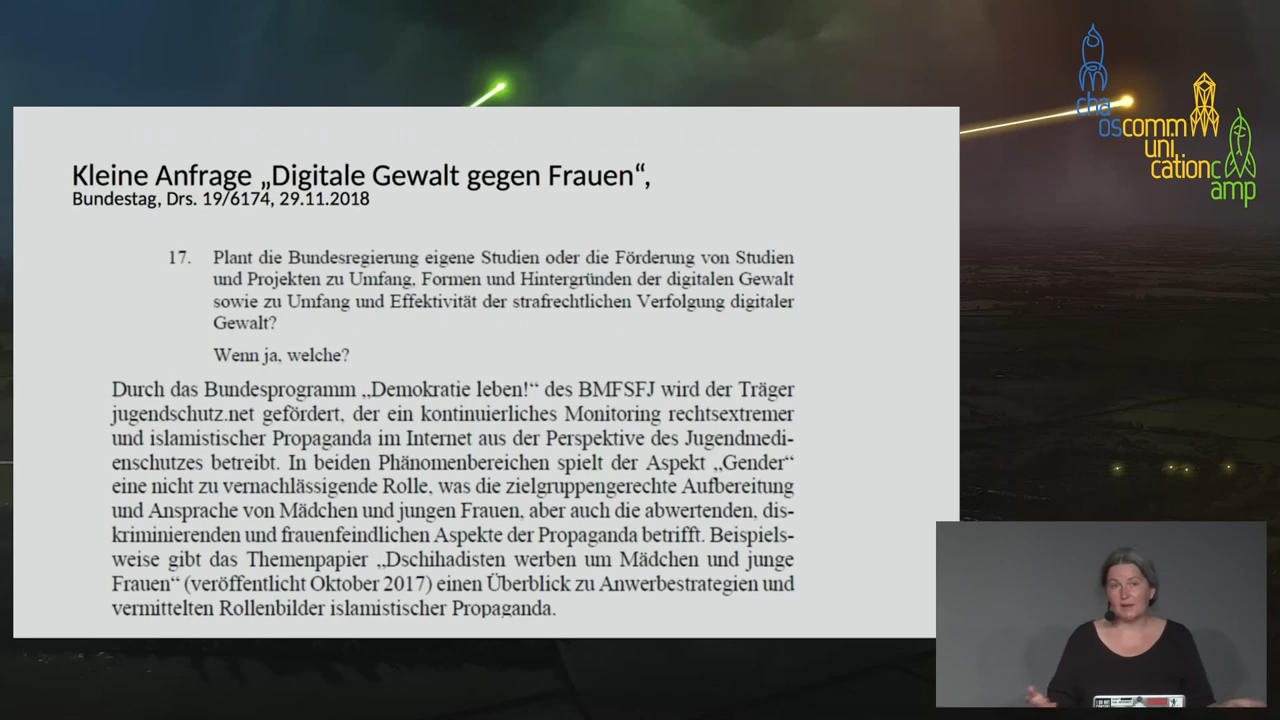 Kleine Anfrage „Digitale Gewalt gegen Frauen“,
Bundestag, Drs. 19/6174, 29.11.2018
17. Plant die Bundesregierung eigene Studien oder die Förderung von Studien
und Projekten zu Umfang, Formen und Hintergründen der digitalen Gewalt
sowie zu Umfang und Effektivität der strafrechtlichen Verfolgung digitaler
Gewalt?
Wenn ja, welche?
Durch das Bundesprogramm „Demokratie leben!“ des BMFSFJ wird der Träger
jugendschutz.net gefördert, der ein kontinuierliches Monitoring rechtsextremer
und islamistischer Propaganda im Internet aus der Perspektive des Jugendmedi-
enschutzes betreibt. In beiden Phänomenbereichen spielt der Aspekt „Gender“
eine nicht zu vernachlässigende Rolle, was die zielgruppengerechte Aufbereitung
und Ansprache von Mädchen und jungen Frauen, aber auch die abwertenden, dis-
kriminierenden und frauenfeindlichen Aspekte der Propaganda betrifft. Beispiels-
weise gibt das Themenpapier „Dschihadisten werben um Mädchen und junge
Frauen“ (veröffentlicht Oktober 2017) einen Überblick zu Anwerbestrategien und
vermittelten Rollenbilder islamistischer Propaganda.
cha
oscomm
uni
cationc
amp